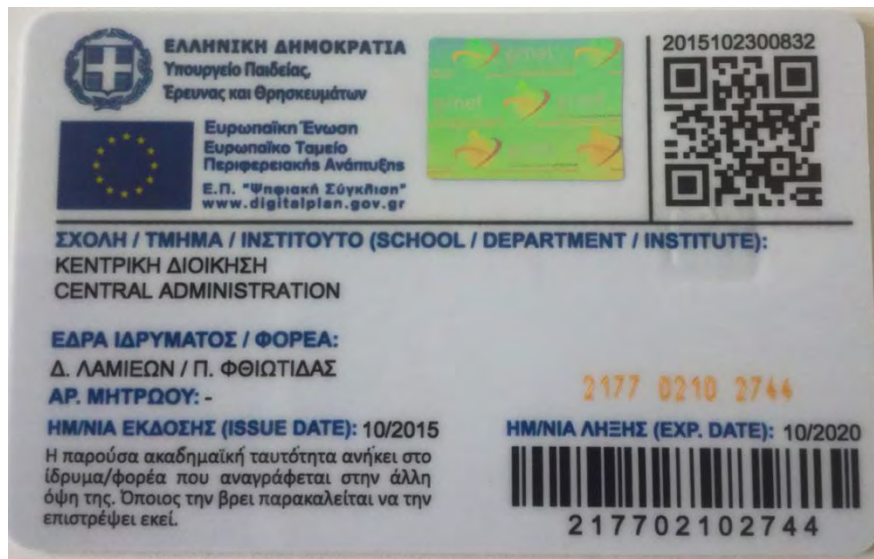 ΕΛΛΗΝΙΚΗ ΔΗΜΟΚΡΑΤΙΑ
Υπουργείο Παιδείας,
Έρευνας και Θρησκευμάτων
Ευρωπαϊκη Ένωση
Ευρωπαϊκο Ταμείο
Περιφερειακής Ανάπτυξης
Ε.Π. "Ψηφιακή Σύγκλιση"
www.digitalplan.gov.gr
grnet
2015102300832
ΣΧΟΛΗ / ΤΜΗΜΑ / ΙΝΣΤΙΤΟΥΤΟ (SCHOOL / DEPARTMENT / INSTITUTE):
ΚΕΝΤΡΙΚΗ ΔΙΟΙΚΗΣΗ
CENTRAL ADMINISTRATION
ΕΔΡΑ ΙΔΡΥΜΑΤΟΣ / ΦΟΡΕΑ:
Δ. ΛΑΜΙΕΩΝ / Π. ΦΘΙΩΤΙΔΑΣ
ΑΡ. ΜΗΤΡΩΟΥ: -
2177 0210 2744
ΗΜ/ΝΙΑ ΕΚΔΟΣΗΣ (ISSUE DATE): 10/2015
ΗΜ/ΝΙΑ ΛΗΞΗΣ (EXP. DATE): 10/2020
Η παρούσα ακαδημαϊκή ταυτότητα ανήκει στο
ίδρυμα/φορέα που αναγράφεται στην άλλη
όψη της. Όποιος την βρει παρακαλείται να την
επιστρέψει εκεί.
217702102744